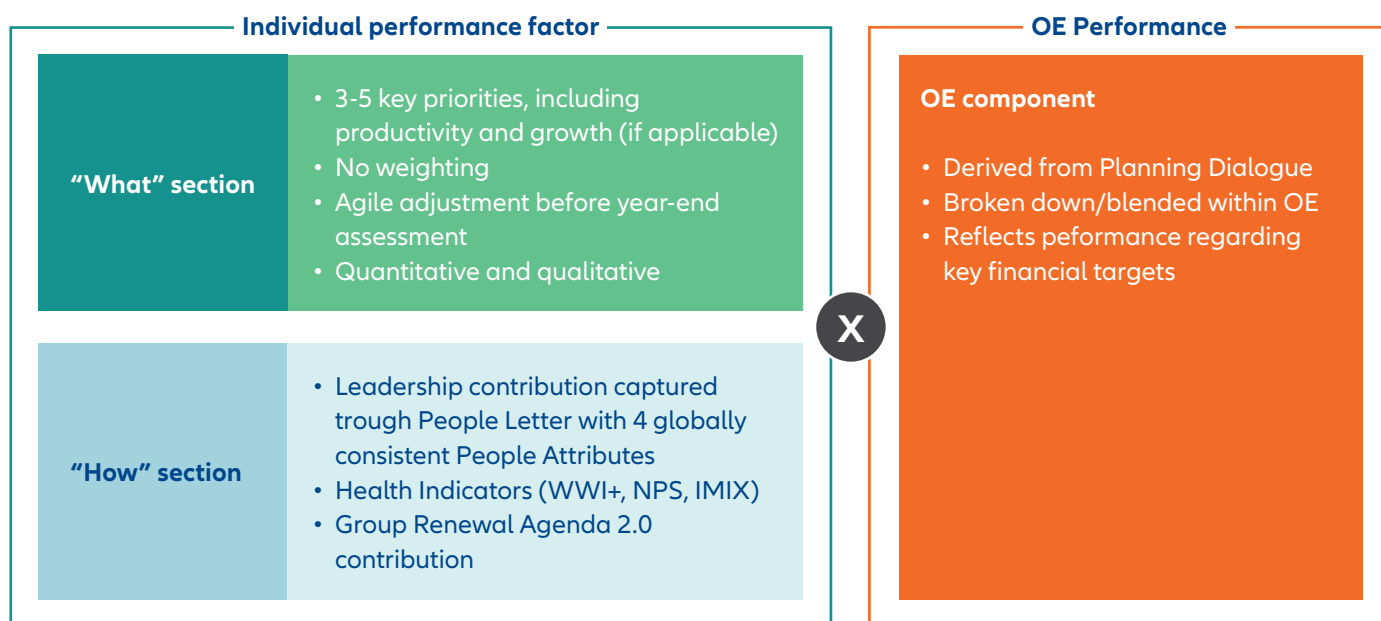 Individual performance factor
"What" section
• 3-5 key priorities, including
productivity and growth (if applicable)
• No weighting
• Agile adjustment before year-end
assessment
• Quantitative and qualitative
"How" section
• Leadership contribution captured
trough People Letter with 4 globally
consistent People Attributes
• Health Indicators (WWI+, NPS, IMIX)
• Group Renewal Agenda 2.0
contribution
X
OE Performance
OE component
• Derived from Planning Dialogue
• Broken down/blended within OE
• Reflects peformance regarding
key financial targets